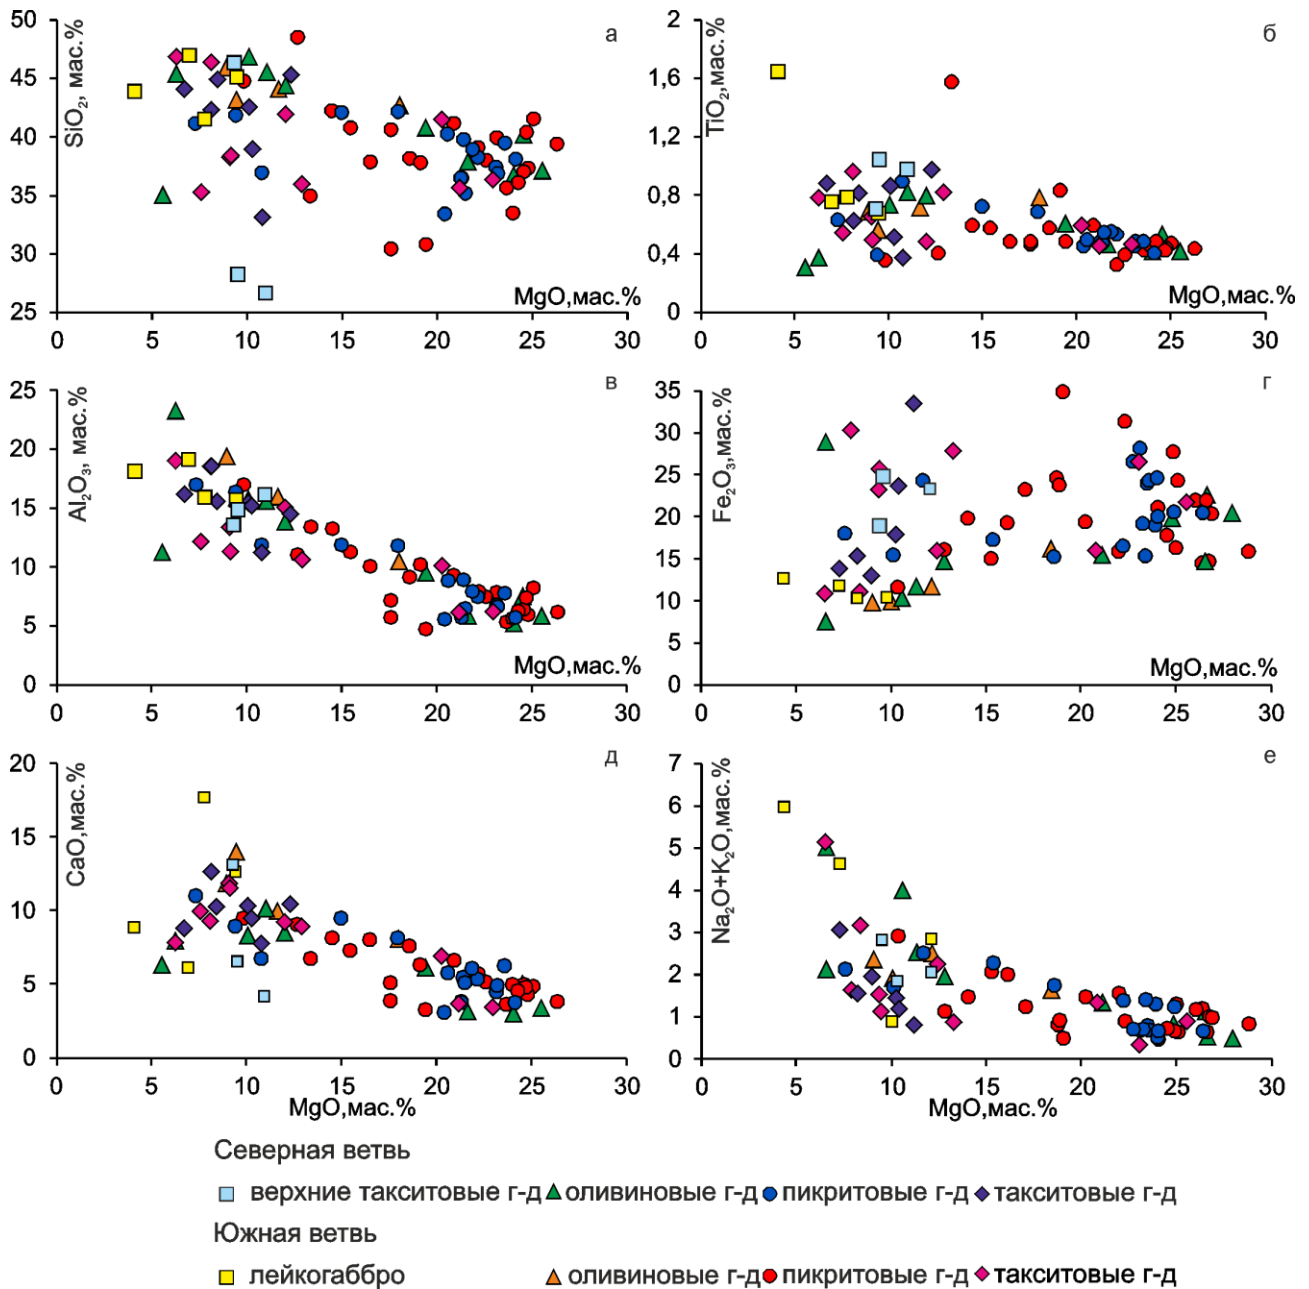 а
SiO2, мас.%
50
45
40
35
30
25
0 5 10 15 20 25 30
MgO,мас.%
б
TiO2,мас.%
2
1,6
1,2
0,8
0,4
0
0 5 10 15 20 25 30
MgO,мас.%
в
Al2O3, мас.%
25
20
15
10
5
0
0 5 10 15 20 25 30
MgO,мас.%
г
Fe2O3,мас.%
35
30
25
20
15
10
5
0
0 5 10 15 20 25 30
MgO,мас.%
д
CaO,мас.%
20
15
10
5
0
0 5 10 15 20 25 30
MgO,мас.%
е
Na2O+K2O,мас.%
7
6
5
4
3
2
1
0
0 5 10 15 20 25 30
MgO,мас.%
Северная ветвь
верхние такситовые г-д оливиновые г-д пикритовые г-д такситовые г-д
Южная ветвь
лейкогаббро оливиновые г-д пикритовые г-д такситовые г-д